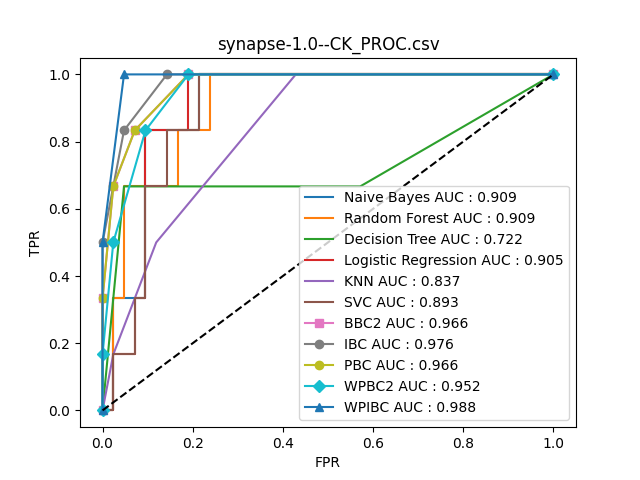 synapse-1.0--CK_PROC.csv
1.0
0.8
0.6
0.4
0.2
0.0
TPR
Naive Bayes AUC : 0.909
Random Forest AUC : 0.909
Decision Tree AUC : 0.722
Logistic Regression AUC : 0.905
KNN AUC : 0.837
SVC AUC : 0.893
BBC2 AUC : 0.966
IBC AUC : 0.976
PBC AUC : 0.966
WPBC2 AUC : 0.952
WPIBC AUC : 0.988
0.0 0.2 0.4 0.6 0.8 1.0
FPR